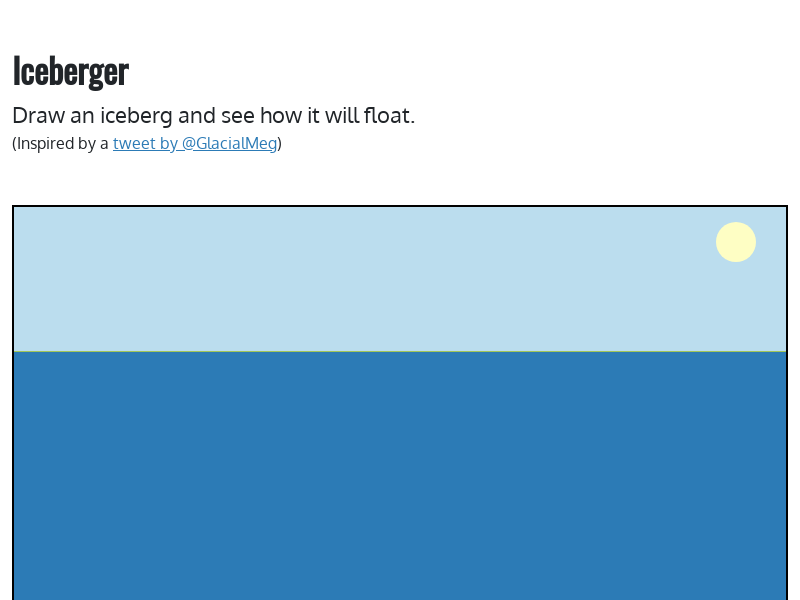 Iceberger
Draw an iceberg and see how it will float.
(Inspired by a tweet by @GlacialMeg)